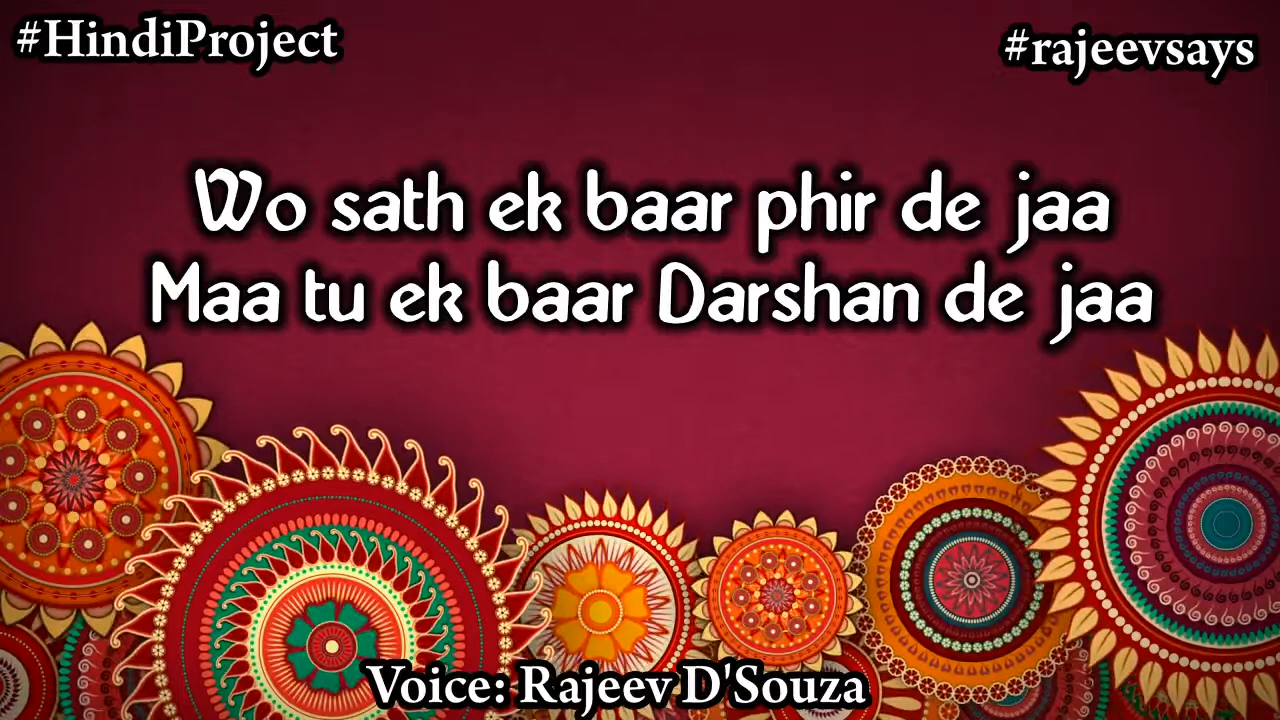 #HindiProject
#rajeevsays
Wo sath ek baar phir de jaa
Maa tu ek baar Darshan de jaa
Voice: Rajeev D'Souza